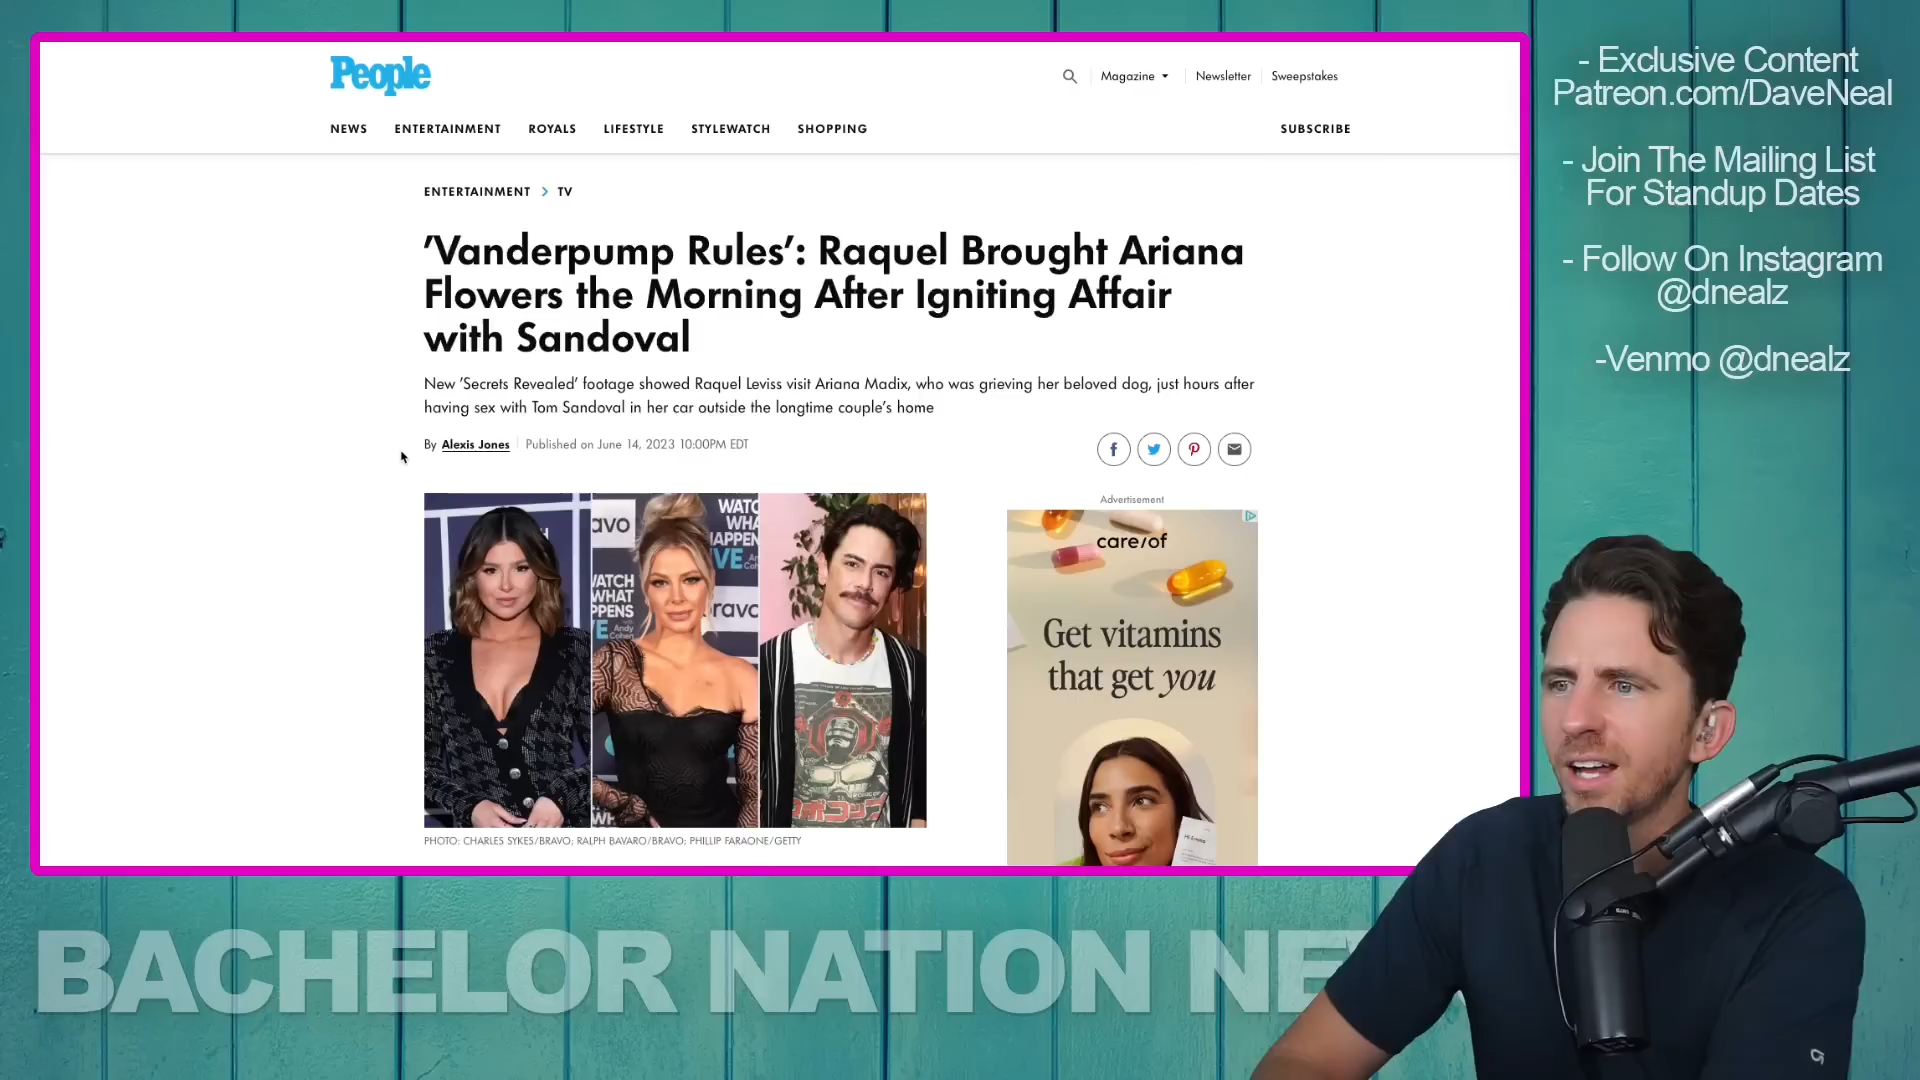 People
Magazine
Newsletter
Sweepstakes
NEWS
ENTERTAINMENT
ROYALS
LIFESTYLE
STYLEWATCH
SHOPPING
SUBSCRIBE
ENTERTAINMENT > TV
'Vanderpump Rules': Raquel Brought Ariana
Flowers the Morning After Igniting Affair
with Sandoval
New 'Secrets Revealed' footage showed Raquel Leviss visit Ariana Madix, who was grieving her beloved dog, just hours after
having sex with Tom Sandoval in her car outside the longtime couple's home
By Alexis Jones
Published on June 14, 2023 10:00PM EDT
Advertisement
care/of
Get vitamins
that get you
PHOTO: CHARLES SYKES/BRAVO; RALPH BAVARO/BRAVO; PHILLIP FARAONE/GETTY
- Exclusive Content
Patreon.com/DaveNeal
- Join The Mailing List
For Standup Dates
- Follow On Instagram
@dnealz
-Venmo @dnealz
BACHELOR NATION NE